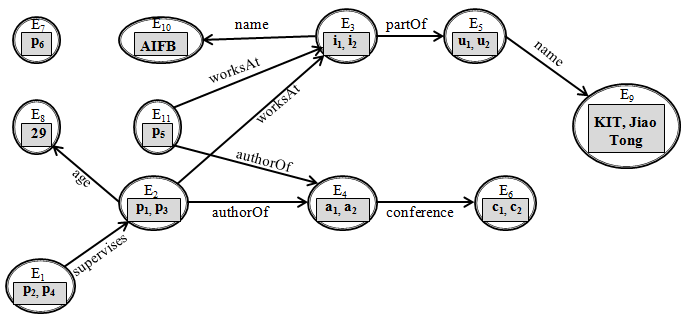 E₇
p₆
E₁₀
AIFB
name
E₃
i₁, i₂
partOf
E₅
u₁, u₂
name
E₉
KIT, Jiao
Tong
worksAt
worksAt
E₈
29
E₁₁
p₅
authorOf
age
E₂
p₁, p₃
authorOf
E₄
a₁, a₂
conference
E₆
c₁, c₂
supervises
E₁
p₂, p₄